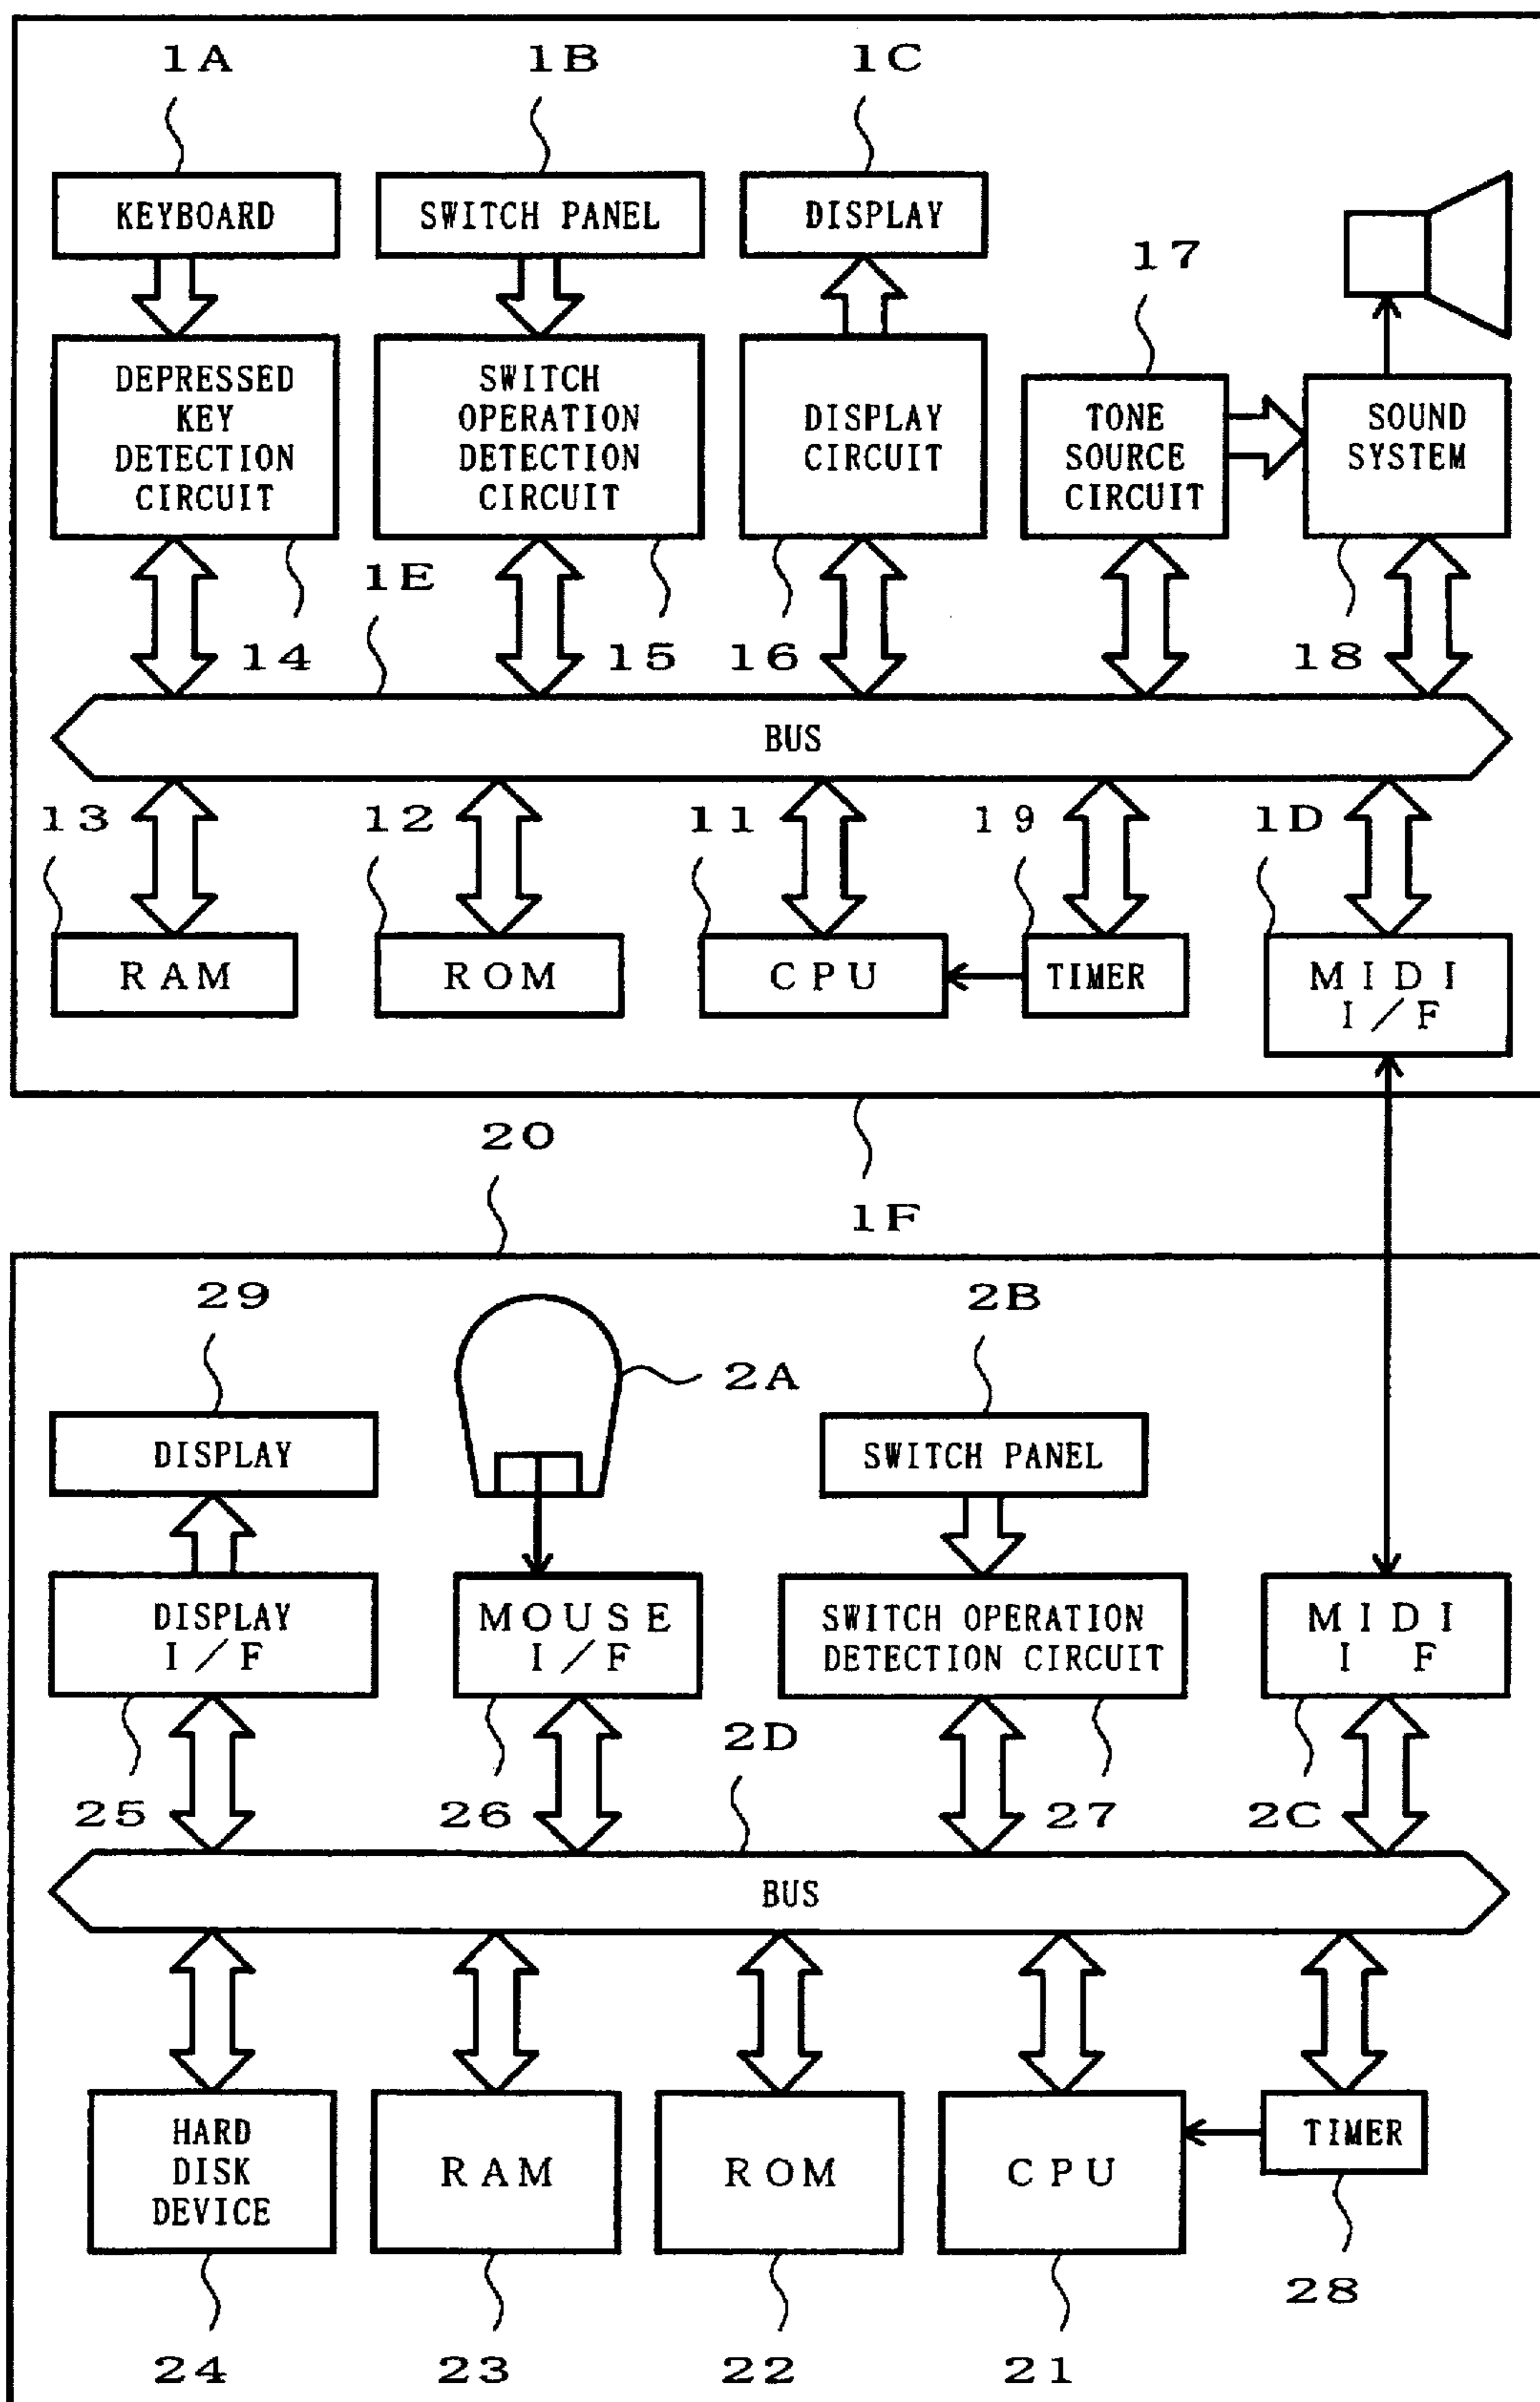 1A
1B
1C
KEYBOARD
SWITCH PANEL
DISPLAY
17
DEPRESSED
KEY
DETECTION
CIRCUIT
SWITCH
OPERATION
DETECTION
CIRCUIT
DISPLAY
CIRCUIT
TONE
SOURCE
CIRCUIT
SOUND
SYSTEM
1E
14
15
16
18
BUS
13
12
11
19
1D
RAM
ROM
CPU
TIMER
MIDI
I/F
20
1F
29
2A
2B
DISPLAY
SWITCH PANEL
DISPLAY
I/F
MOUSE
I/F
SWITCH OPERATION
DETECTION CIRCUIT
MIDI
I F
2D
25
26
27
2C
BUS
HARD
DISK
DEVICE
RAM
ROM
CPU
TIMER
28
24
23
22
21